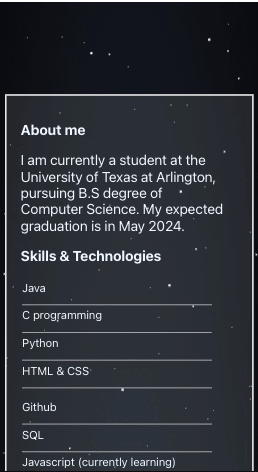 About me
I am currently a student at the
University of Texas at Arlington,
pursuing B.S degree of
Computer Science. My expected
graduation is in May 2024.
Skills & Technologies
Java
C programming
Python
HTML & CSS
Github
SQL
Javascript (currently learning)